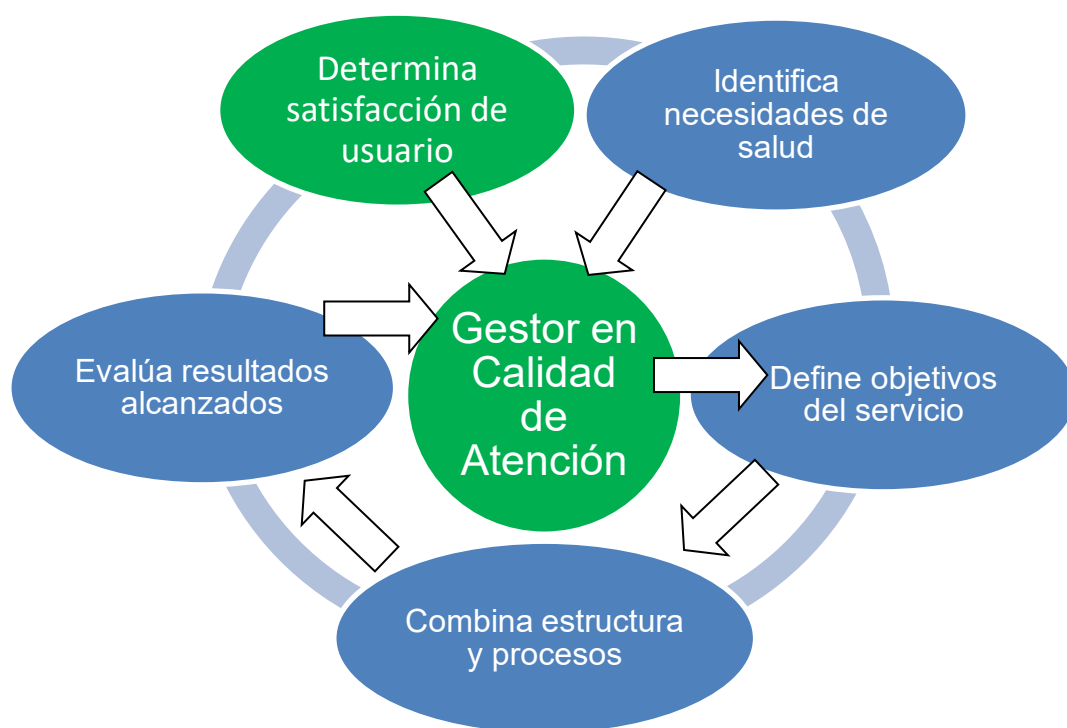 Determina
satisfacción de
usuario
Identifica
necesidades de
salud
Gestor en
Calidad
de
Atención
Evalúa resultados
alcanzados
Define objetivos
del servicio
Combina estructura
y procesos